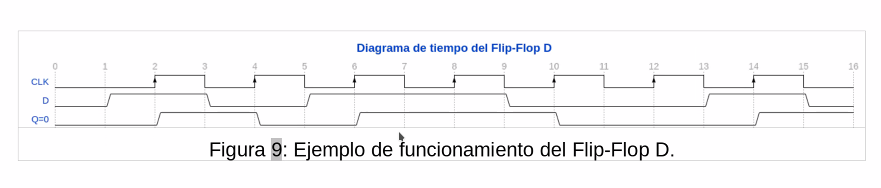 Diagrama de tiempo del Flip-Flop D
0 1 2 3 4 5 6 7 8 9 10 11 12 13 14 15 16
CLK
D
Q=0
Figura 9: Ejemplo de funcionamiento del Flip-Flop D.